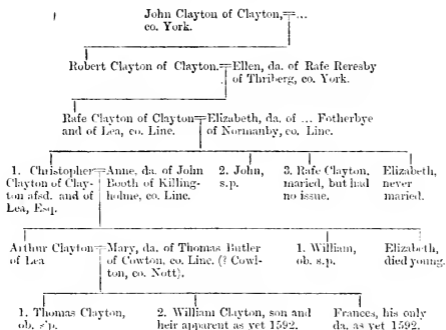 John Clayton of Clayton, = ...
co. York.
Robert Clayton of Clayton. = Ellen, da. of Rafe Reresby
of Thriberg, co. York.
Rafe Clayton of Clayton = Elizabeth, da. of ... Fotherbye
and of Lea, co. Linc. of Normanby, co. Linc.
1. Christopher = Anne, da. of John 2. John, 3. Rafe Clayton, Elizabeth,
Clayton of Clay- Booth of Killing- s.p. maried, but had never
ton afsd. and of holme, co. Linc. no issue. maried.
Lea, Esq.
Arthur Clayton = Mary, da. of Thomas Butler 1. William, Elizabeth,
of Lea of Cowton, co. Linc. (? Cowl- ob. s.p. died young.
ton, co. Nott).
1. Thomas Clayton, 2. William Clayton, son and Frances, his only
ob. s.p. heir apparent as yet 1592. da. as yet 1592.